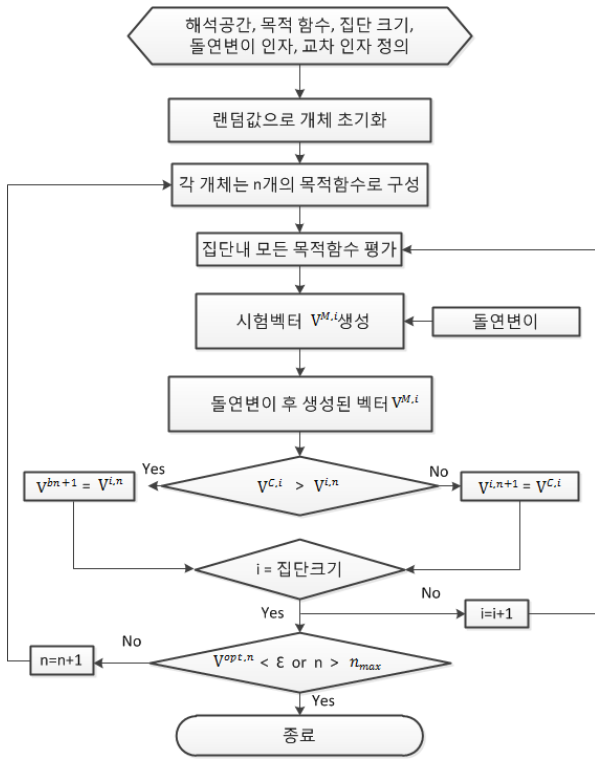 해석공간, 목적 함수, 집단 크기,
돌연변이 인자, 교차 인자 정의
랜덤값으로 개체 초기화
각 개체는 n개의 목적함수로 구성
집단내 모든 목적함수 평가
시험벡터 V^{M,i}생성
돌연변이
돌연변이 후 생성된 벡터 V^{M,i}
Yes
No
V^{bn+1} = V^{i,n}
V^{C,i} > V^{i,n}
V^{i,n+1} = V^{C,i}
i = 집단크기
Yes
No
i=i+1
No
n=n+1
V^{opt,n} < ε or n > n_{max}
Yes
종료